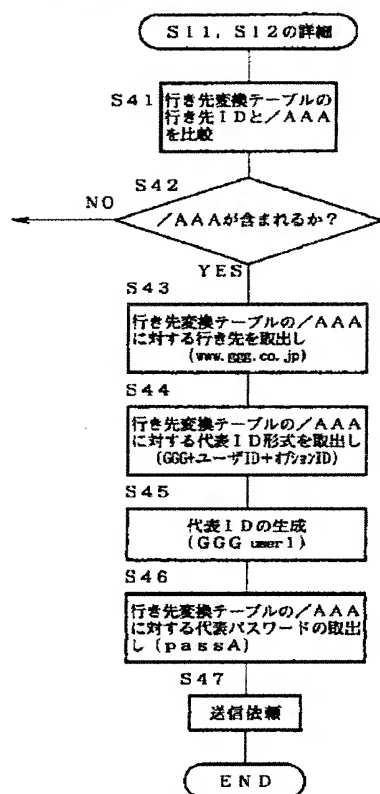 S11, S12の詳細
S41
行き先変換テーブルの
行き先IDと/AAA
を比較
S42
NO
/AAAが含まれるか?
YES
S43
行き先変換テーブルの/AAA
に対する行き先を取出し
(www.ggg.co.jp)
S44
行き先変換テーブルの/AAA
に対する代表ID形式を取出し
(GGG+ユーザID+オプションID)
S45
代表IDの生成
(GGG user1)
S46
行き先変換テーブルの/AAA
に対する代表パスワードの取出
し(passA)
S47
送信依頼
END